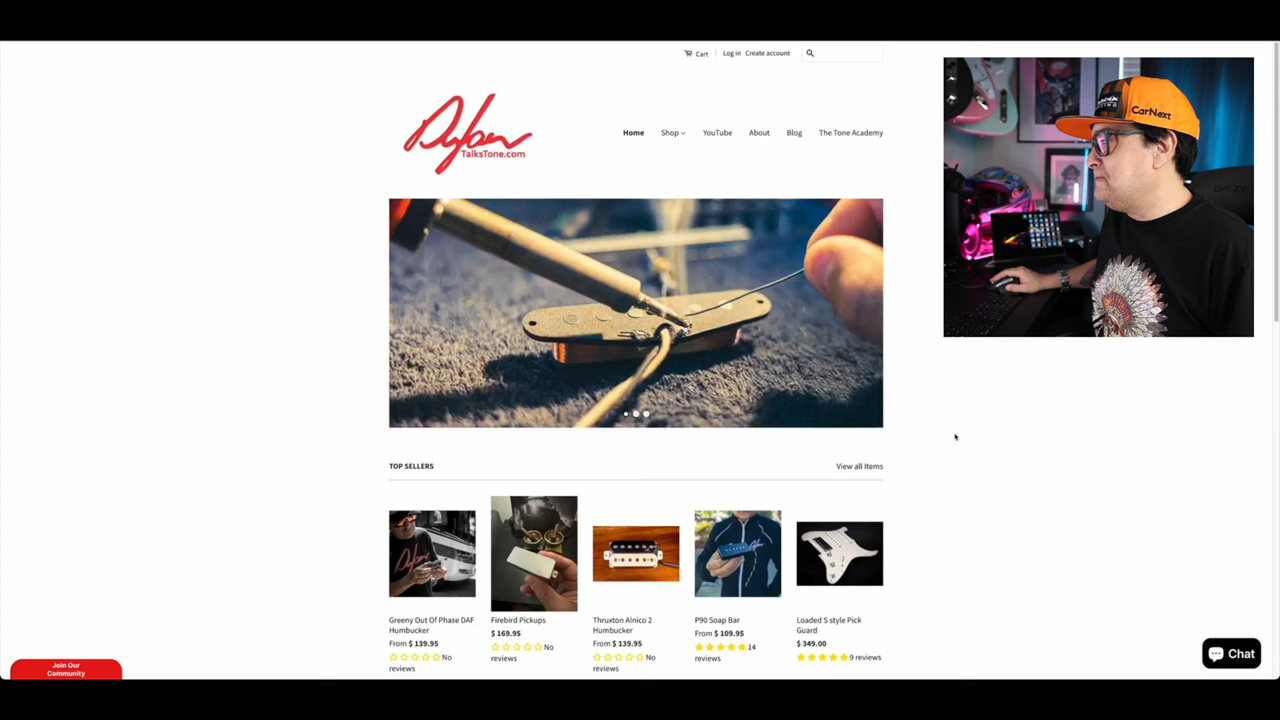 Cart
Log in
Create account
Dylan
TalksTone.com
Home
Shop
YouTube
About
Blog
The Tone Academy
CarNext
TOP SELLERS
View all Items
Greeny Out Of Phase DAF
Humbucker
From $ 139.95
No
reviews
Firebird Pickups
$ 169.95
No
reviews
Thruxton Alnico 2
Humbucker
From $ 139.95
No
reviews
P90 Soap Bar
From $ 109.95
14
reviews
Loaded S style Pick
Guard
$ 349.00
9 reviews
Join Our
Community
Chat